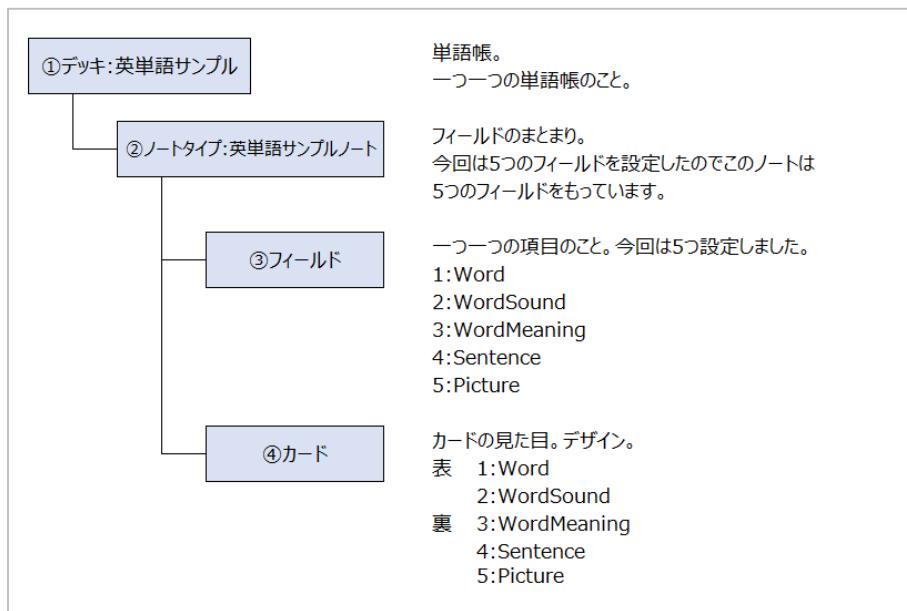 ①デッキ:英単語サンプル
単語帳。
一つ一つの単語帳のこと。
②ノートタイプ:英単語サンプルノート
フィールドのまとまり。
今回は5つのフィールドを設定したのでこのノートは
5つのフィールドをもっています。
③フィールド
一つ一つの項目のこと。今回は5つ設定しました。
1:Word
2:WordSound
3:WordMeaning
4:Sentence
5:Picture
④カード
カードの見た目。デザイン。
表 1:Word
2:WordSound
裏 3:WordMeaning
4:Sentence
5:Picture